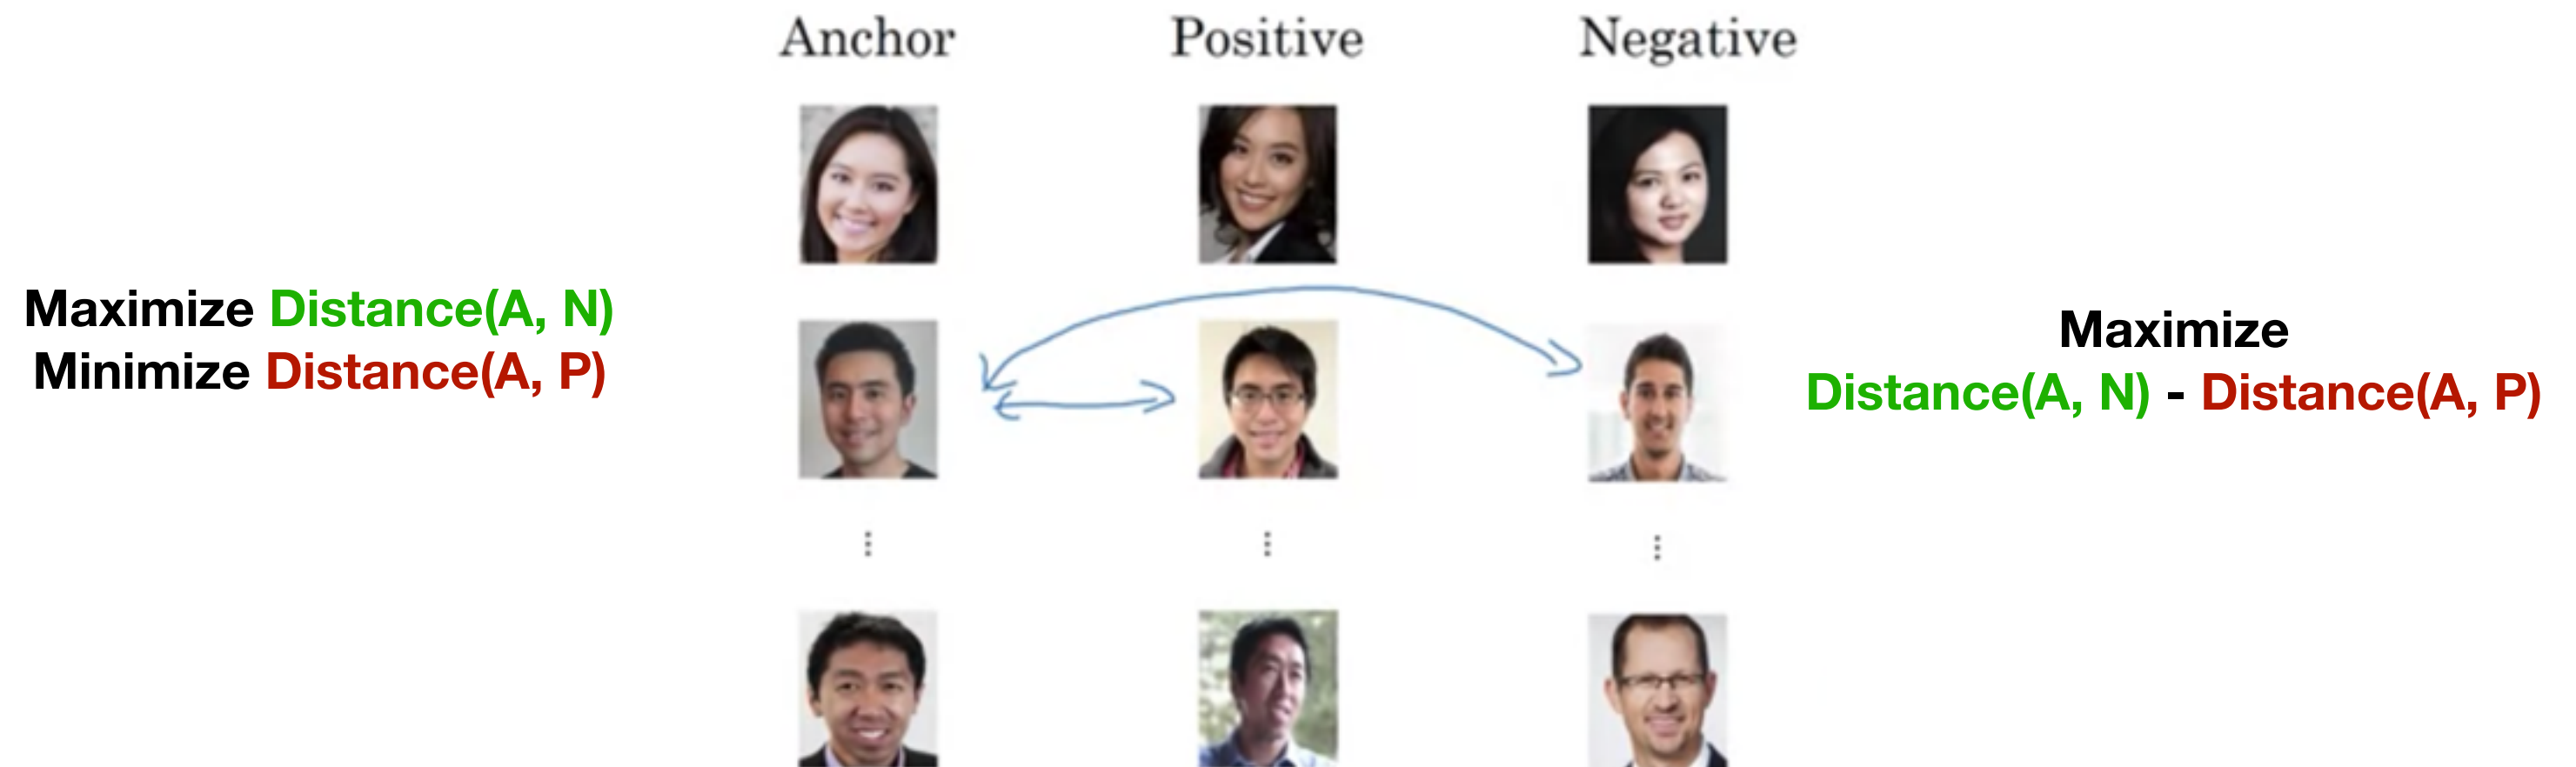 Anchor
Positive
Negative
Maximize Distance(A, N)
Minimize Distance(A, P)
Maximize
Distance(A, N) - Distance(A, P)